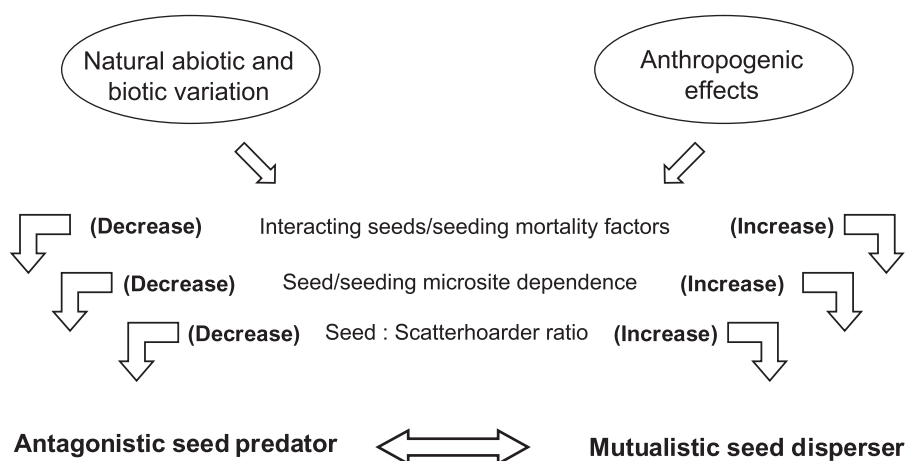 Natural abiotic and
biotic variation
Anthropogenic
effects
(Decrease) Interacting seeds/seeding mortality factors (Increase)
(Decrease) Seed/seeding microsite dependence (Increase)
(Decrease) Seed : Scatterhoarder ratio (Increase)
Antagonistic seed predator Mutualistic seed disperser